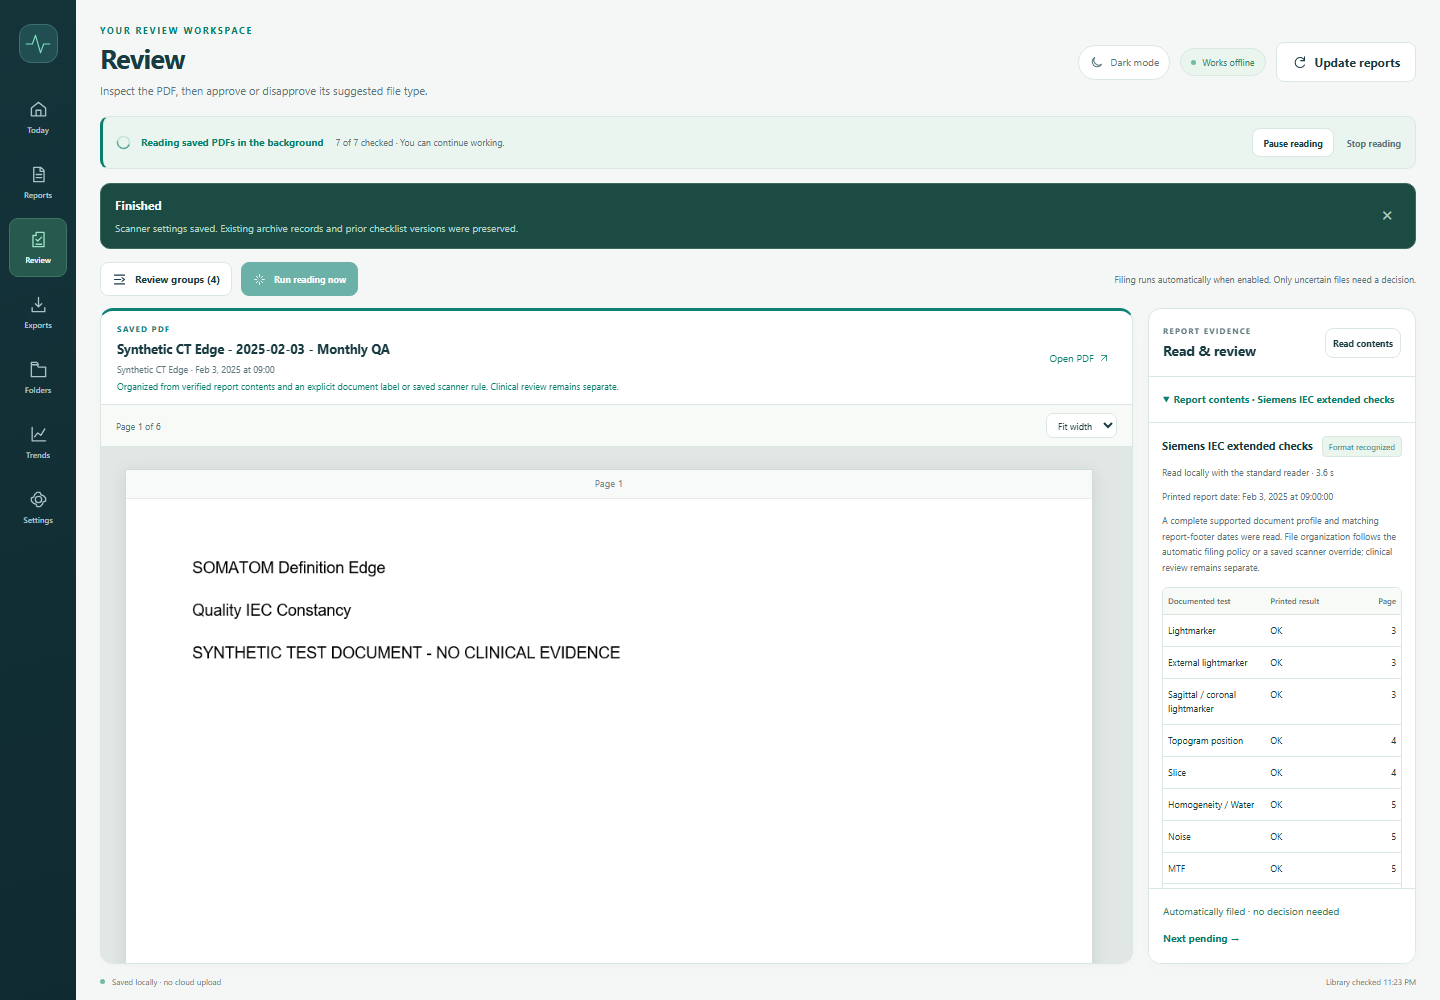 Today
Reports
Review
Exports
Folders
Trends
Settings
YOUR REVIEW WORKSPACE
Review
Inspect the PDF, then approve or disapprove its suggested file type.
Dark mode
Works offline
Update reports
Reading saved PDFs in the background
7 of 7 checked · You can continue working.
Pause reading
Stop reading
Finished
Scanner settings saved. Existing archive records and prior checklist versions were preserved.
Review groups (4)
Run reading now
Filing runs automatically when enabled. Only uncertain files need a decision.
SAVED PDF
Synthetic CT Edge - 2025-02-03 - Monthly QA
Synthetic CT Edge · Feb 3, 2025 at 09:00
Organized from verified report contents and an explicit document label or saved scanner rule. Clinical review remains separate.
Open PDF
Page 1 of 6
Fit width
Page 1
SOMATOM Definition Edge
Quality IEC Constancy
SYNTHETIC TEST DOCUMENT - NO CLINICAL EVIDENCE
REPORT EVIDENCE
Read & review
Read contents
▼ Report contents · Siemens IEC extended checks
Siemens IEC extended checks
Format recognized
Read locally with the standard reader · 3.6 s
Printed report date: Feb 3, 2025 at 09:00:00
A complete supported document profile and matching
report-footer dates were read. File organization follows the
automatic filing policy or a saved scanner override; clinical
review remains separate.
Documented test Printed result Page
Lightmarker OK 3
External lightmarker OK 3
Sagittal / coronal OK 3
lightmarker
Topogram position OK 4
Slice OK 4
Homogeneity / Water OK 5
Noise OK 5
MTF OK 5
Automatically filed · no decision needed
Next pending →
Saved locally · no cloud upload
Library checked 11:23 PM